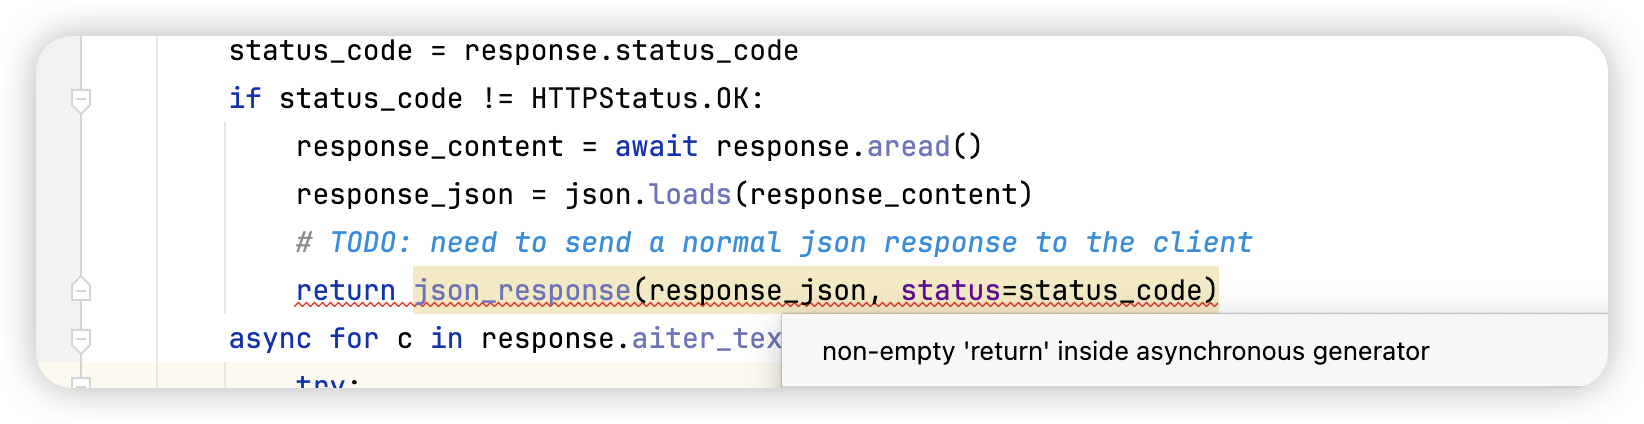 status_code = response.status_code
if status_code != HTTPStatus.OK:
response_content = await response.aread()
response_json = json.loads(response_content)
# TODO: need to send a normal json response to the client
return json_response(response_json, status=status_code)
async for c in response.aiter_tex
non-empty 'return' inside asynchronous generator
try: